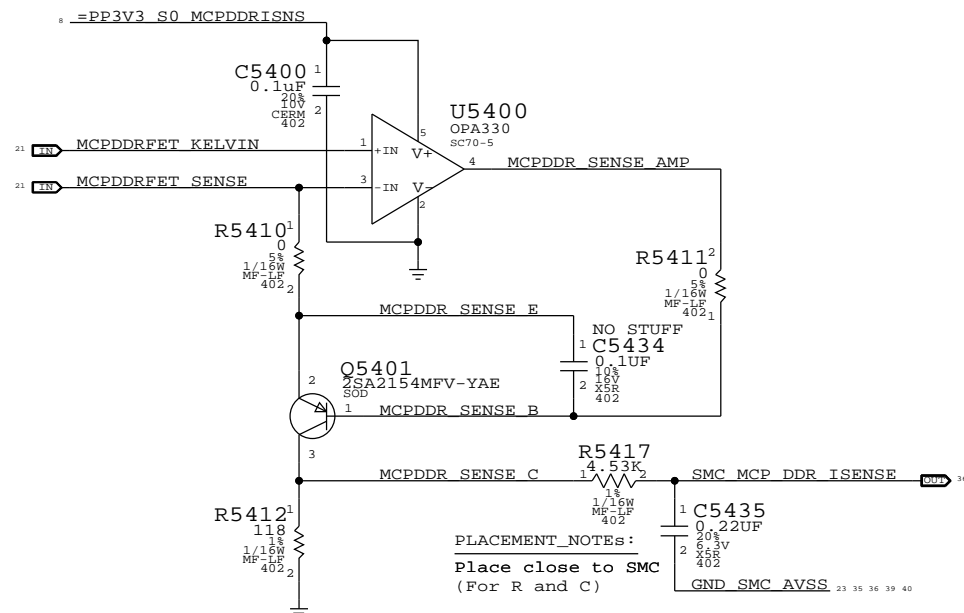 8 =PP3V3_S0_MCPDDRISNS
C5400 1
0.1uF
20%
10V 2
CERM
402
U5400
OPA330
SC70-5
5
21 IN MCPDDRFET_KELVIN 1 +IN V+
4 MCPDDR_SENSE_AMP
21 IN MCPDDRFET_SENSE 3 -IN V-
2
R5410 1
0
5%
1/16W
MF-LF
402 2
R5411 2
0
5%
1/16W
MF-LF
402 1
MCPDDR_SENSE_E
NO STUFF
1 C5434
0.1UF
10%
2 16V
X5R
402
Q5401
2SA2154MFV-YAE
SOD
2
1 MCPDDR_SENSE_B
3
R5417
4.53K
MCPDDR_SENSE_C 1 2 SMC_MCP_DDR_ISENSE OUT 36
1%
1/16W
MF-LF
402
R5412 1
118
1%
1/16W
MF-LF
402 2
1 C5435
0.22UF
20%
2 6.3V
X5R
402
PLACEMENT_NOTEs:
Place close to SMC
(For R and C)
GND_SMC_AVSS 23 35 36 39 40